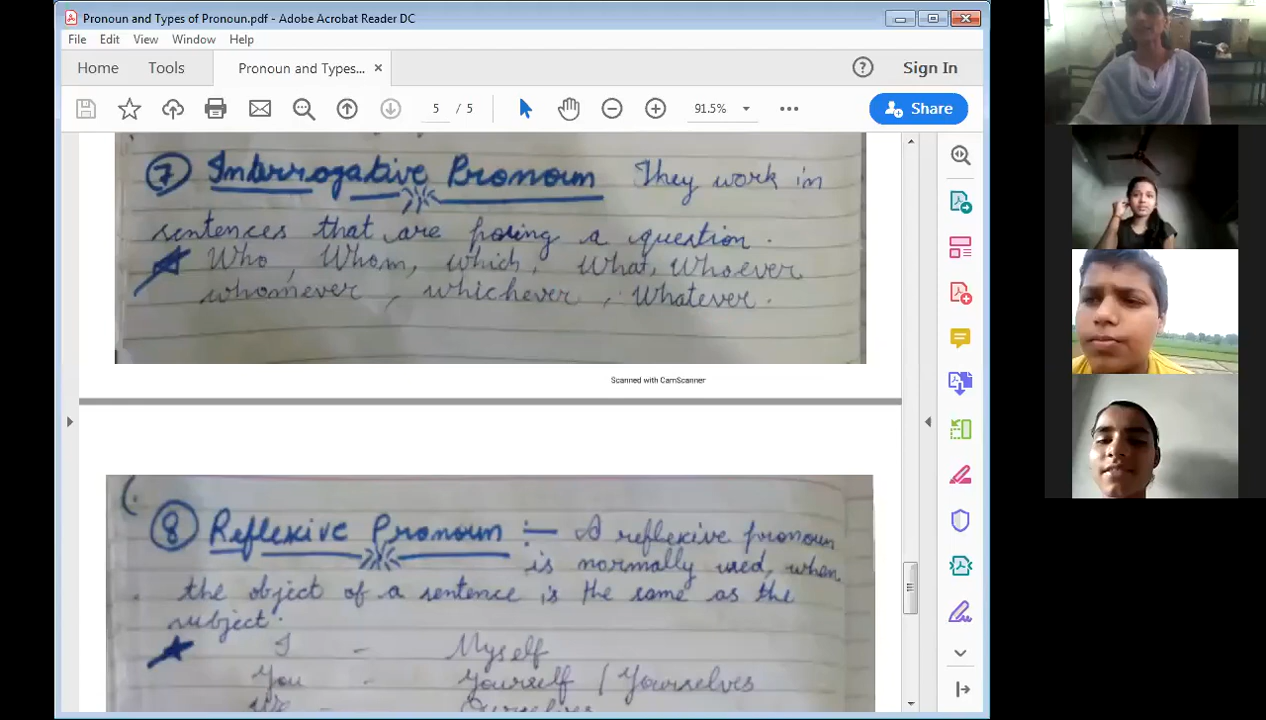 Pronoun and Types of Pronoun.pdf - Adobe Acrobat Reader DC
File Edit View Window Help
Home Tools Pronoun and Types... × Sign In
5 / 5 91.5% Share
7 Interrogative Pronoun They work in
sentences that are posing a question.
Who, Whom, which, What, Whoever
whomever, whichever, Whatever.
Scanned with CamScanner
8 Reflexive Pronoun :— A reflexive pronoun
is normally used, when
the object of a sentence is the same as the
subject.
I - Myself
You - Yourself / Yourselves
We - Ourselves